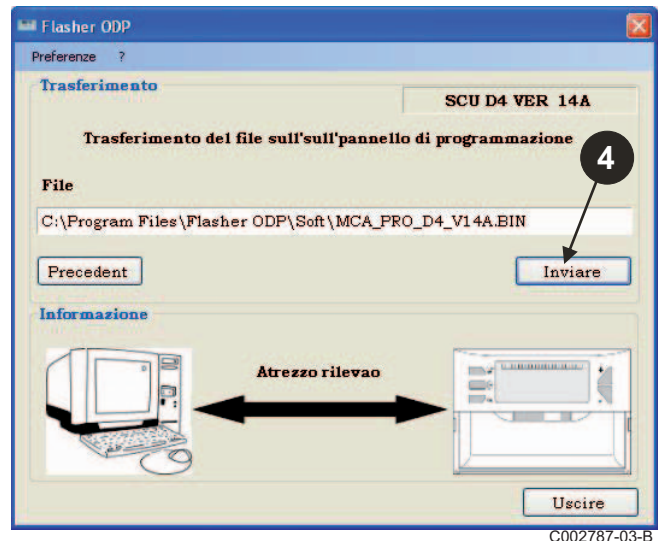 Flasher ODP
Preferenze ?
Trasferimento
SCU D4 VER 14A
Trasferimento del file sull'sull'pannello di programmazione
4
File
C:\Program Files\Flasher ODP\Soft\MCA_PRO_D4_V14A.BIN
Precedent
Inviare
Informazione
Atrezzo rilevao
Uscire
C002787-03-B